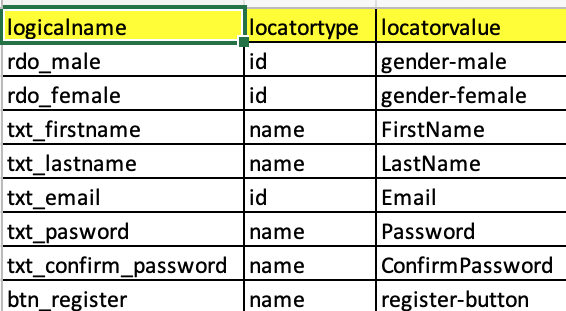 logicalname locatortype locatorvalue
rdo_male id gender-male
rdo_female id gender-female
txt_firstname name FirstName
txt_lastname name LastName
txt_email id Email
txt_pasword name Password
txt_confirm_password name ConfirmPassword
btn_register name register-button